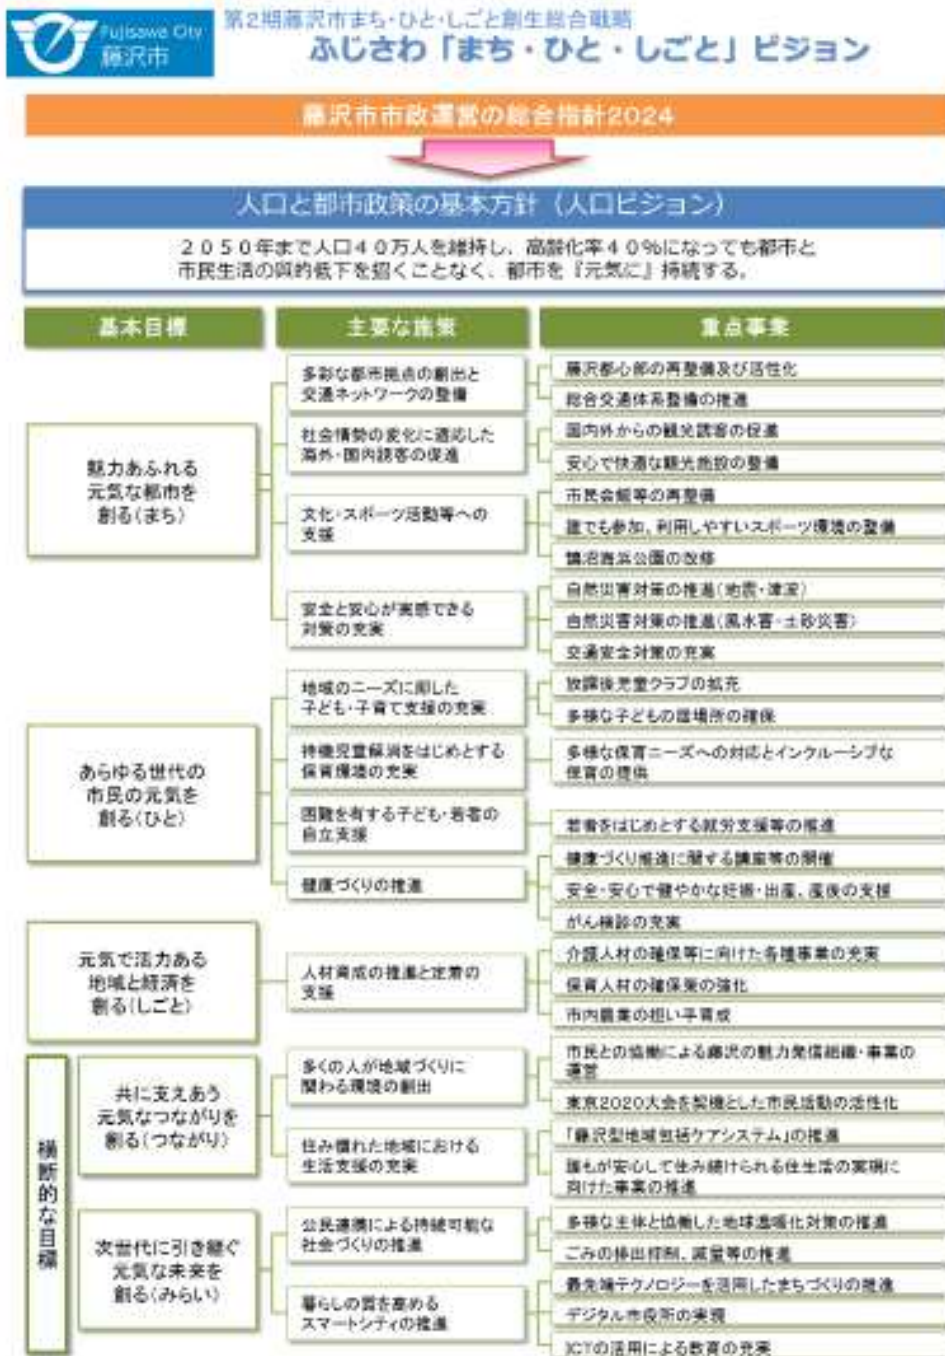 Fujisawa City
藤沢市
第2期藤沢市まち・ひと・しごと創生総合戦略
ふじさわ「まち・ひと・しごと」ビジョン
藤沢市市政運営の総合指針2024
人口と都市政策の基本方針（人口ビジョン）
２０５０年まで人口４０万人を維持し、高齢化率４０％になっても都市と
市民生活の質的低下を招くことなく、都市を『元気に』持続する。
基本目標
主要な施策
重点事業
魅力あふれる
元気な都市を
創る(まち)
多彩な都市拠点の創出と
交通ネットワークの整備
藤沢都心部の再整備及び活性化
総合交通体系整備の推進
社会情勢の変化に適応した
海外・国内誘客の促進
国内外からの観光誘客の促進
安心で快適な観光施設の整備
文化・スポーツ活動等への
支援
市民会館等の再整備
誰でも参加、利用しやすいスポーツ環境の整備
鵠沼海浜公園の改修
安全と安心が実感できる
対策の充実
自然災害対策の推進(地震・津波)
自然災害対策の推進(風水害・土砂災害)
交通安全対策の充実
あらゆる世代の
市民の元気を
創る(ひと)
地域のニーズに即した
子ども・子育て支援の充実
放課後児童クラブの拡充
多様な子どもの居場所の確保
待機児童解消をはじめとする
保育環境の充実
多様な保育ニーズへの対応とインクルーシブな
保育の提供
困難を有する子ども・若者の
自立支援
若者をはじめとする就労支援等の推進
健康づくりの推進
健康づくり推進に関する講座等の開催
安全・安心で健やかな妊娠・出産、産後の支援
がん検診の充実
元気で活力ある
地域と経済を
創る(しごと)
人材育成の推進と定着の
支援
介護人材の確保等に向けた各種事業の充実
保育人材の確保策の強化
市内農業の担い手育成
横断的な目標
共に支えあう
元気なつながりを
創る(つながり)
多くの人が地域づくりに
関わる環境の創出
市民との協働による藤沢の魅力発信組織・事業の
運営
東京2020大会を契機とした市民活動の活性化
住み慣れた地域における
生活支援の充実
「藤沢型地域包括ケアシステム」の推進
誰もが安心して住み続けられる住生活の実現に
向けた事業の推進
次世代に引き継ぐ
元気な未来を
創る(みらい)
公民連携による持続可能な
社会づくりの推進
多様な主体と協働した地球温暖化対策の推進
ごみの排出抑制、減量等の推進
暮らしの質を高める
スマートシティの推進
最先端テクノロジーを活用したまちづくりの推進
デジタル市役所の実現
ICTの活用による教育の充実